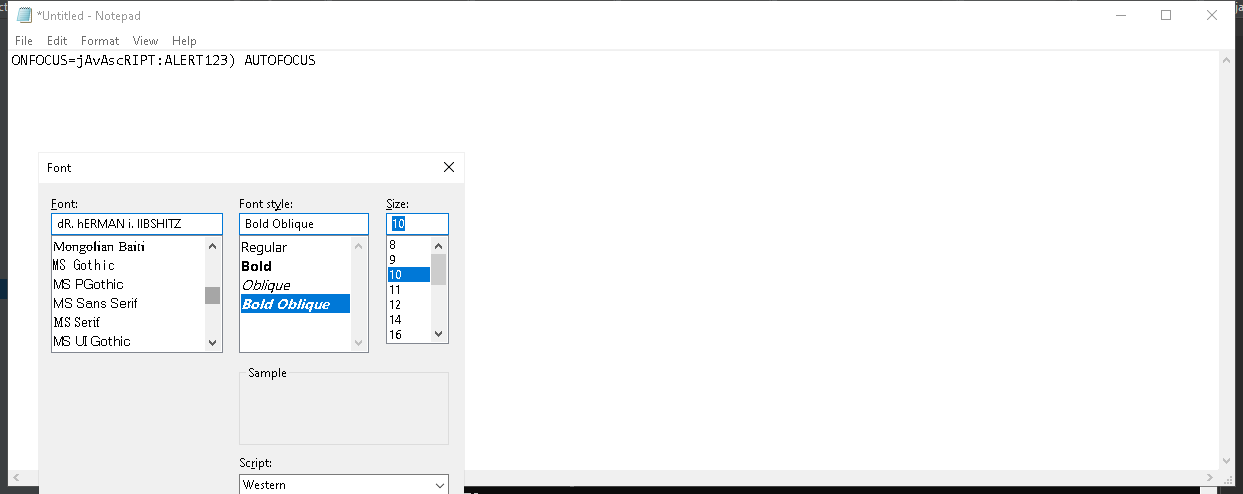 *Untitled - Notepad
File Edit Format View Help
ONFOCUS=jAvAscRIPT:ALERT123) AUTOFOCUS
Font
Font: Font style: Size:
dR. hERMAN i. lIBSHITZ Bold Oblique 10
Mongolian Baiti Regular 8
MS Gothic Bold 9
MS PGothic Oblique 10
MS Sans Serif Bold Oblique 11
MS Serif 12
MS UI Gothic 14
16
Sample
Script:
Western